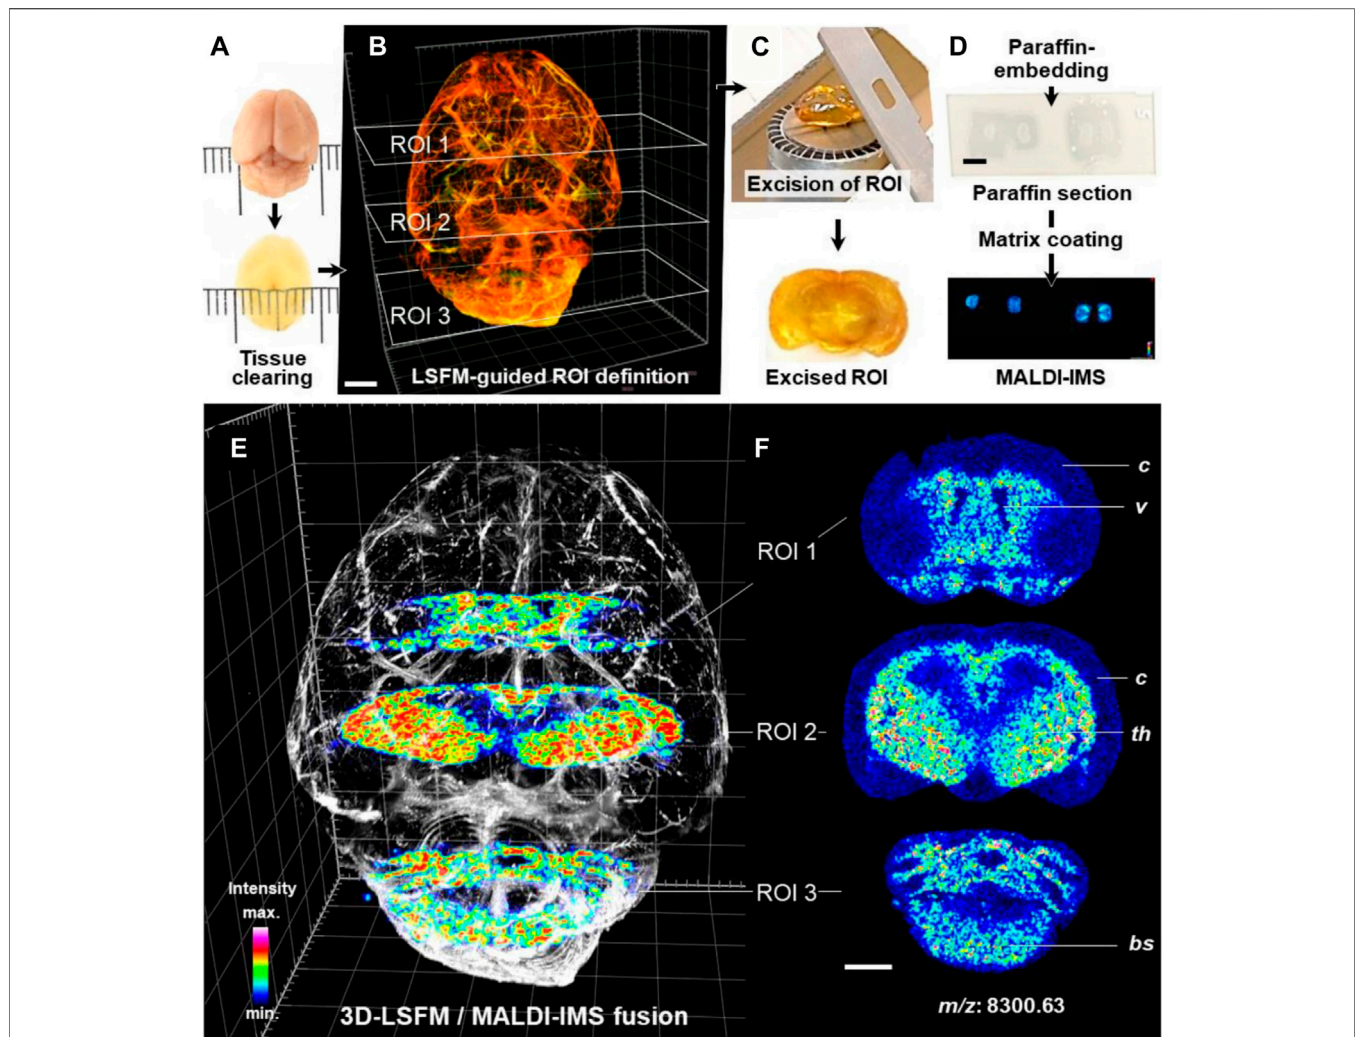 A
B
C
D
Paraffin-
embedding
ROI 1
ROI 2
ROI 3
Excision of ROI
Paraffin section
Matrix coating
Tissue
clearing
LSFM-guided ROI definition
Excised ROI
MALDI-IMS
E
F
c
v
ROI 1
c
ROI 2
th
ROI 3
bs
Intensity
max.
min.
3D-LSFM / MALDI-IMS fusion
m/z: 8300.63